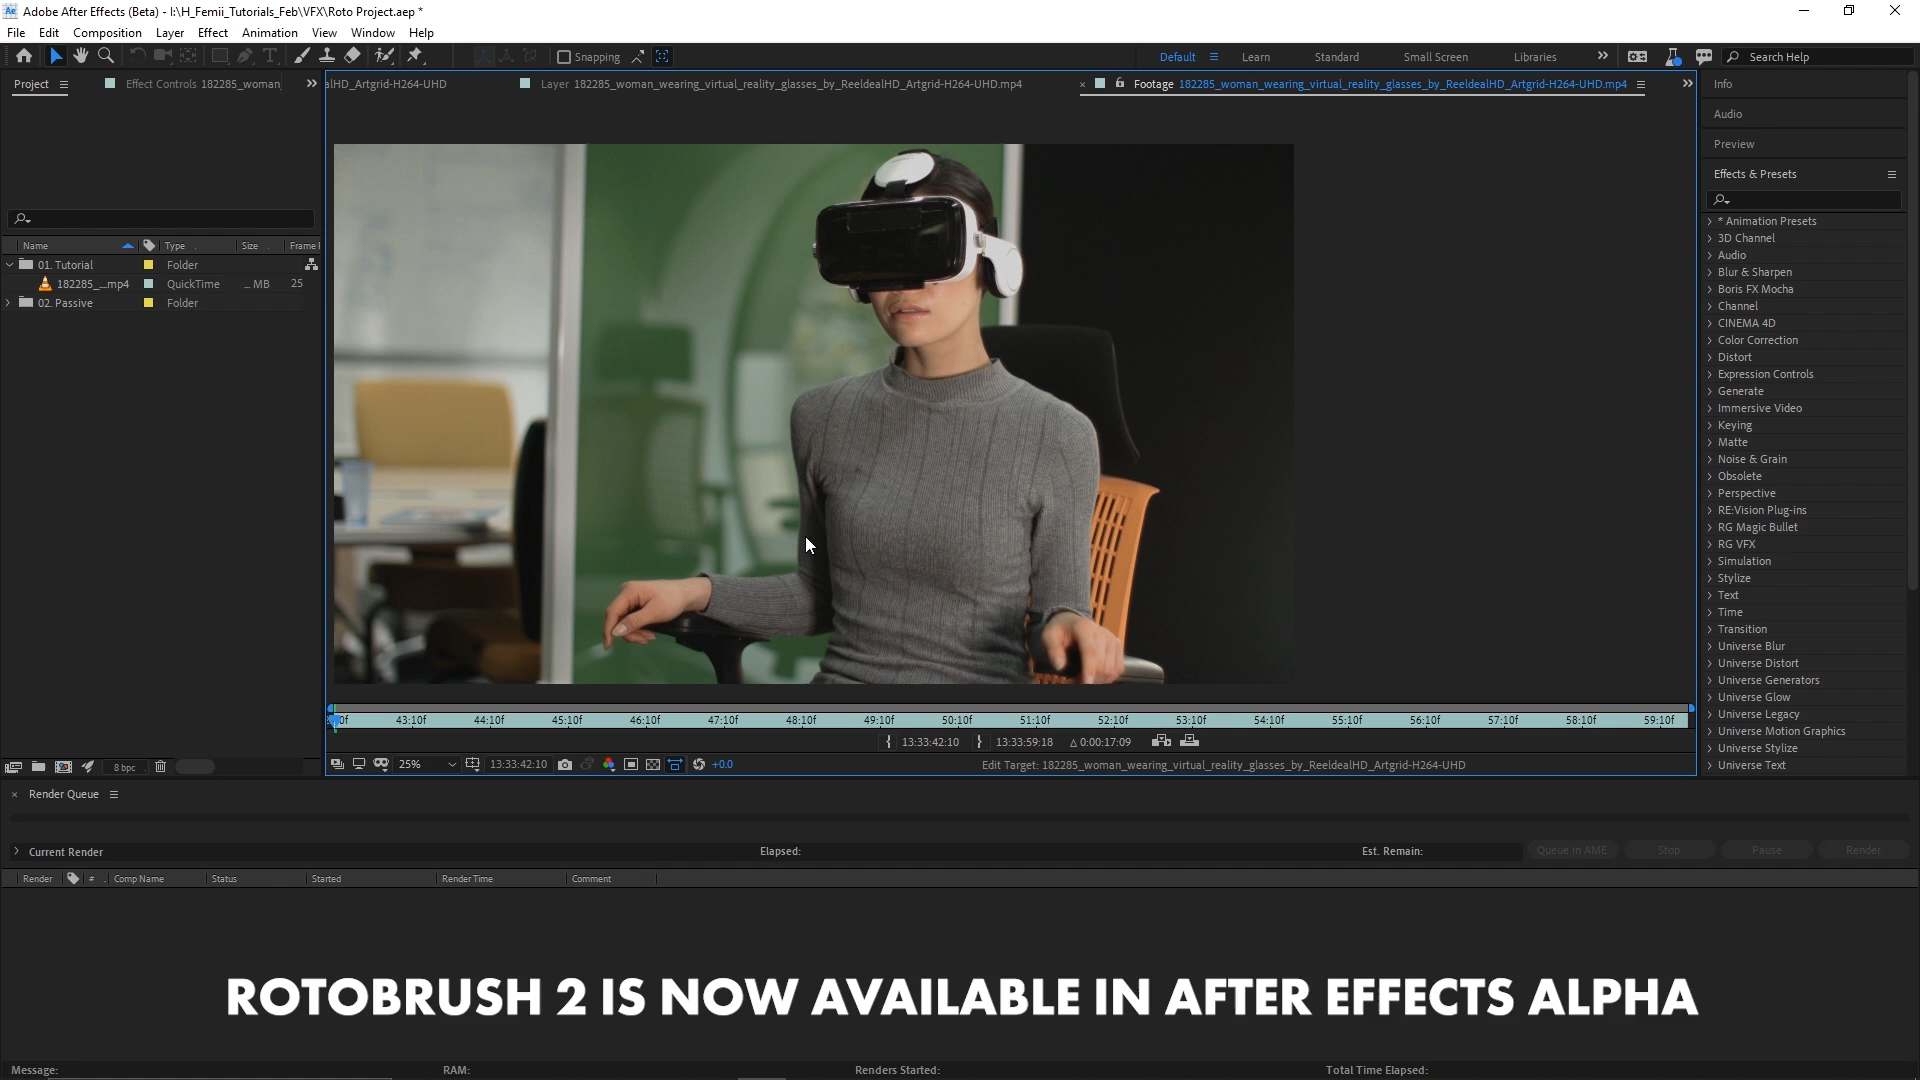 Adobe After Effects (Beta) - I:\H_Femii_Tutorials_Feb\VFX\Roto Project.aep *
File Edit Composition Layer Effect Animation View Window Help
Snapping Default Learn Standard Small Screen Libraries Search Help
Project Effect Controls 182285_woman
alHD_Artgrid-H264-UHD Layer 182285_woman_wearing_virtual_reality_glasses_by_ReeldealHD_Artgrid-H264-UHD.mp4 Footage 182285_woman_wearing_virtual_reality_glasses_by_ReeldealHD_Artgrid-H264-UHD.mp4
Name Type Size Frame
01. Tutorial Folder
182285_...mp4 QuickTime ... MB 25
02. Passive Folder
8 bpc
43:10f 44:10f 45:10f 46:10f 47:10f 48:10f 49:10f 50:10f 51:10f 52:10f 53:10f 54:10f 55:10f 56:10f 57:10f 58:10f 59:10f
13:33:42:10 13:33:59:18 Δ 0:00:17:09
25% 13:33:42:10 +0.0 Edit Target: 182285_woman_wearing_virtual_reality_glasses_by_ReeldealHD_Artgrid-H264-UHD
Info
Audio
Preview
Effects & Presets
* Animation Presets
3D Channel
Audio
Blur & Sharpen
Boris FX Mocha
Channel
CINEMA 4D
Color Correction
Distort
Expression Controls
Generate
Immersive Video
Keying
Matte
Noise & Grain
Obsolete
Perspective
RE:Vision Plug-ins
RG Magic Bullet
RG VFX
Simulation
Stylize
Text
Time
Transition
Universe Blur
Universe Distort
Universe Generators
Universe Glow
Universe Legacy
Universe Motion Graphics
Universe Stylize
Universe Text
Render Queue
Current Render Elapsed: Est. Remain: Queue in AME Stop Pause Render
Render # Comp Name Status Started Render Time Comment
ROTOBRUSH 2 IS NOW AVAILABLE IN AFTER EFFECTS ALPHA
Message: RAM: Renders Started: Total Time Elapsed: